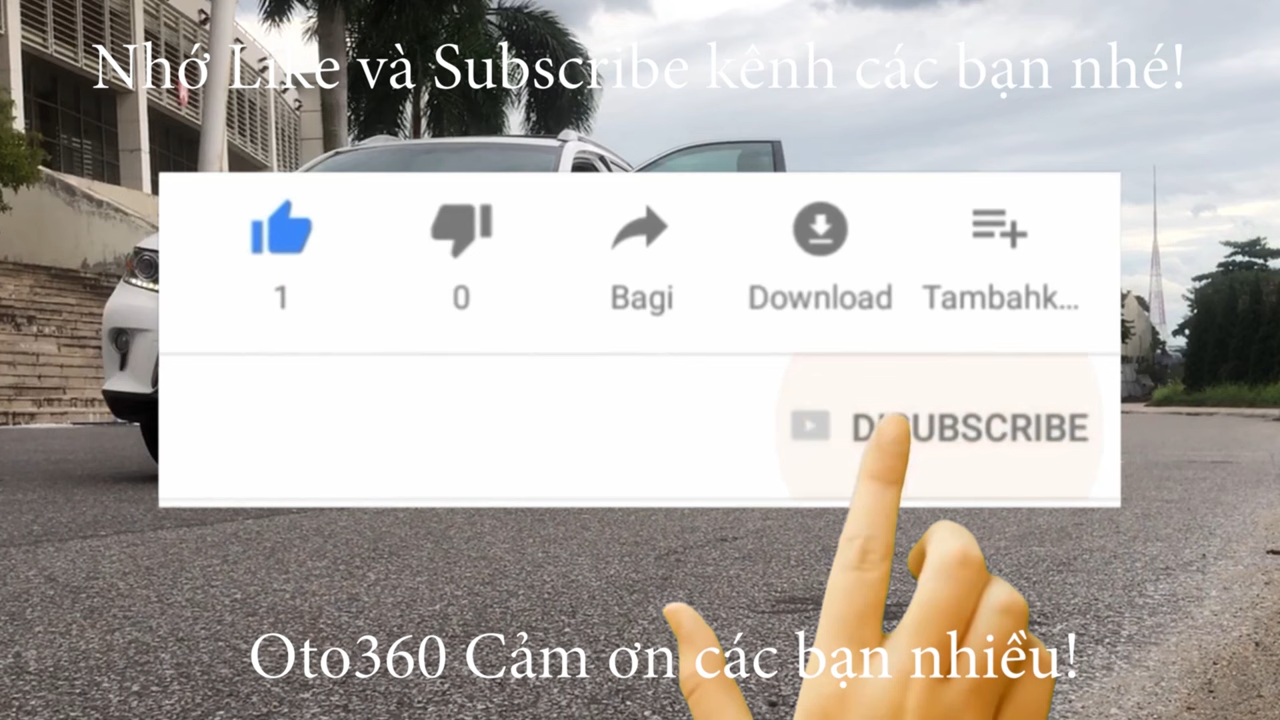 Nhớ Like và Subscribe kênh các bạn nhé!
1
0
Bagi
Download
Tambahk...
Oto360 Cảm ơn các bạn nhiều!